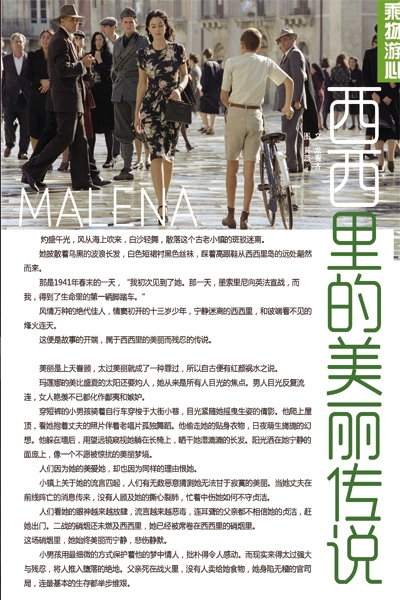 乘物游心
MALENA
西西里的美丽传说
灼盛午光，风从海上吹来，白沙轻舞，散落这个古老小镇的斑驳迷离。
她披散着乌黑的波浪长发，白色短裙衬黑色丝袜，踩着高跟鞋从西西里岛的远处翩然
而来。
那是1941年春末的一天，“我初次见到了她。那一天，墨索里尼向英法宣战，而
我，得到了生命里的第一辆脚踏车。”
风情万种的绝代佳人，情窦初开的十三岁少年，宁静迷离的西西里，和彼端看不见的
烽火连天。
这便是故事的开端，属于西西里的美丽而残忍的传说。
美丽是上天眷顾，太过美丽就成了一种罪过，所以自古便有红颜祸水之说。
玛莲娜的美比盛夏的太阳还要灼人，她从来是所有人目光的焦点。男人目光反复流
连，女人艳羡不已都化作鄙夷和嫉妒。
穿短裤的小男孩骑着自行车穿梭于大街小巷，目光紧随她摇曳生姿的倩影。他爬上屋
顶，看她抱着丈夫的照片伴着老唱片孤独舞蹈。他偷走她的贴身衣物，日夜萌生旖旎的幻
想。他躲在墙后，用望远镜窥视她躺在长椅上，晒干她湿漉漉的长发。阳光洒在她宁静的
面庞上，像一个不愿被惊扰的美丽梦境。
人们因为她的美爱她，却也因为同样的理由恨她。
小镇上关于她的流言四起，人们有无数恶意猜测她无法甘于寂寞的美丽。当她丈夫在
前线阵亡的消息传来，没有人顾及她的撕心裂肺，忙着中伤她如何不守贞洁。
人们看她的眼神越来越放肆，流言越来越恶毒，连耳聋的父亲都不相信她的贞洁，赶
她出门。二战的硝烟还未燃及西西里，她已经被席卷在西西里的硝烟里。
这场硝烟里，她始终美丽而宁静，悲伤静默。
小男孩用最细微的方式保护着他的梦中情人，拙朴得令人感动。而现实来得太过强大
与残忍，将人推入堕落的绝地。父亲死在战火里，没有人卖给她食物，她身陷无稽的官司
局，连最基本的生存都举步维艰。